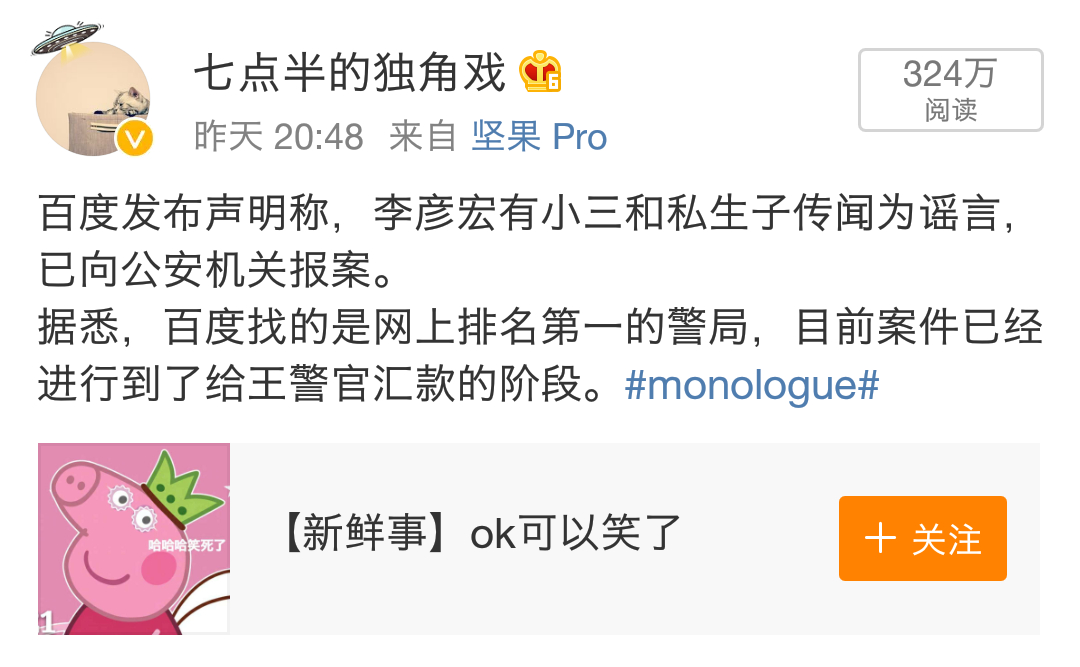 七点半的独角戏
6
昨天 20:48 来自 坚果 Pro
324万
阅读
百度发布声明称，李彦宏有小三和私生子传闻为谣言，
已向公安机关报案。
据悉，百度找的是网上排名第一的警局，目前案件已经
进行到了给王警官汇款的阶段。#monologue#
哈哈哈笑死了
1
【新鲜事】ok可以笑了
+ 关注